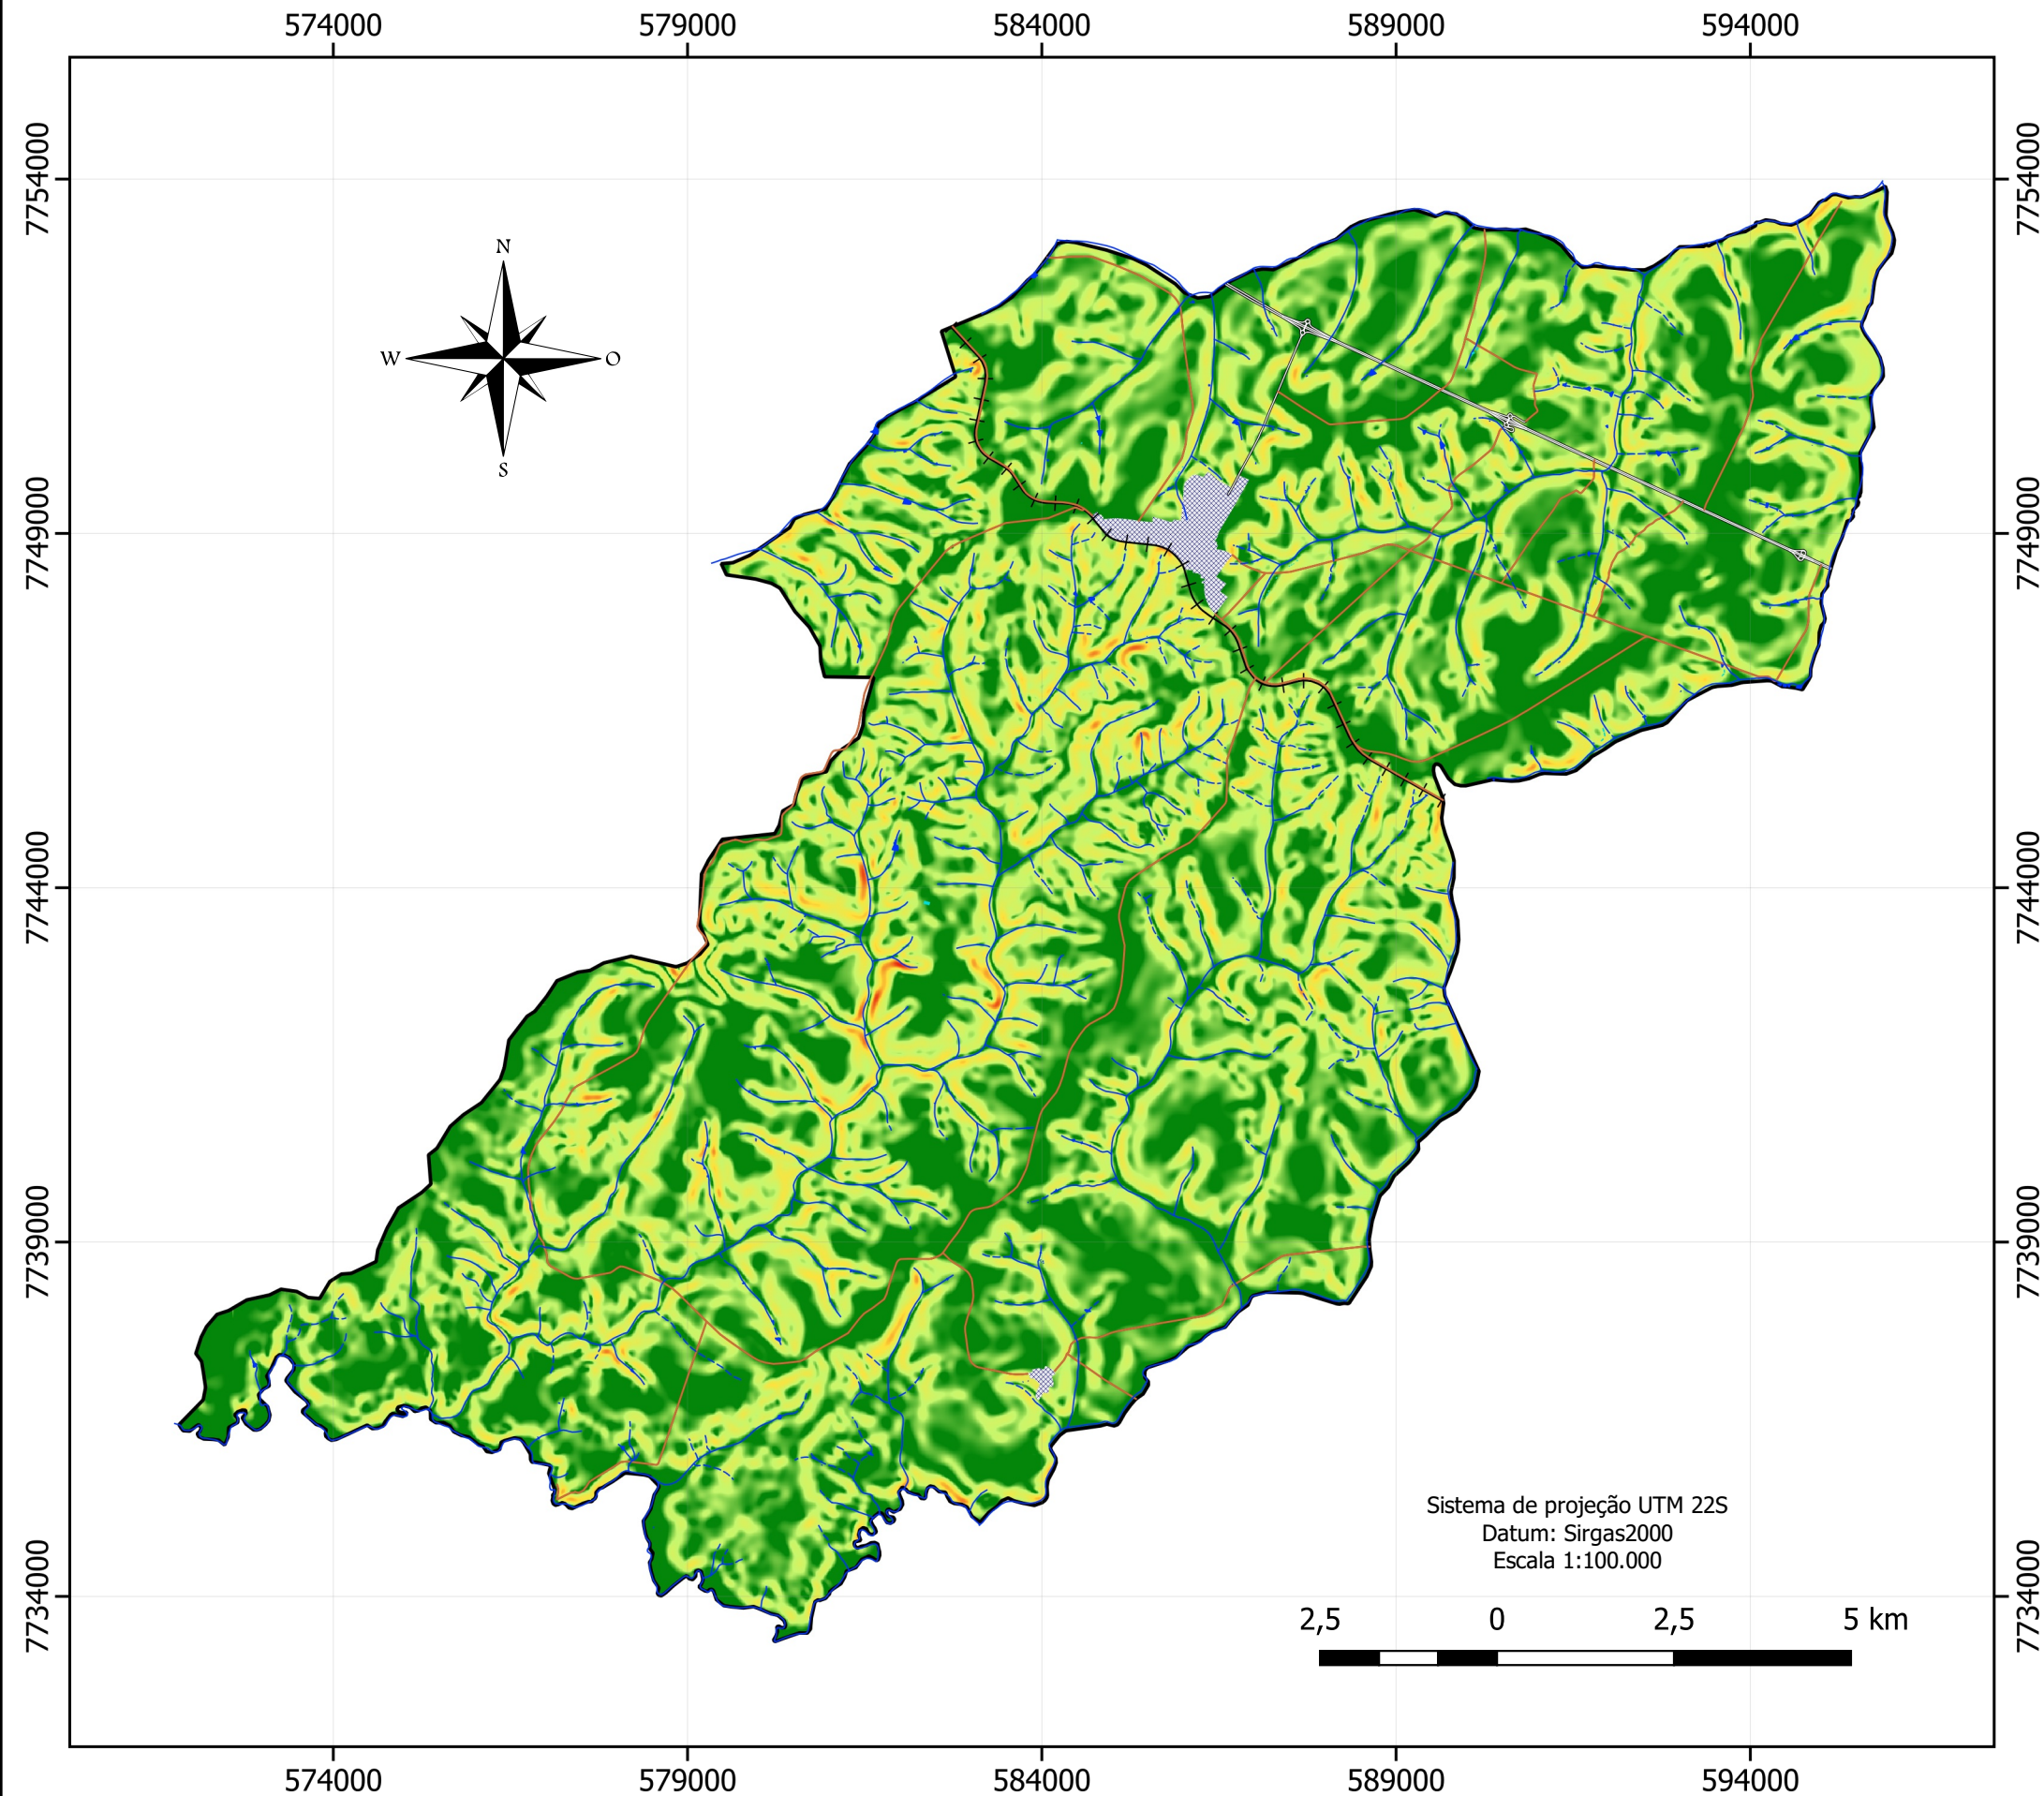 574000 579000 584000 589000 594000
7754000 7754000
N
W O
S
7749000 7749000
7744000 7744000
7739000 7739000
Sistema de projeção UTM 22S
Datum: Sirgas2000
Escala 1:100.000
7734000 7734000
2,5 0 2,5 5 km
574000 579000 584000 589000 594000